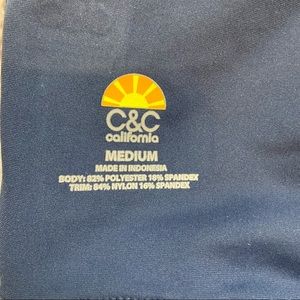 C&C
california
MEDIUM
MADE IN INDONESIA
BODY: 82% POLYESTER 18% SPANDEX
TRIM: 84% NYLON 16% SPANDEX